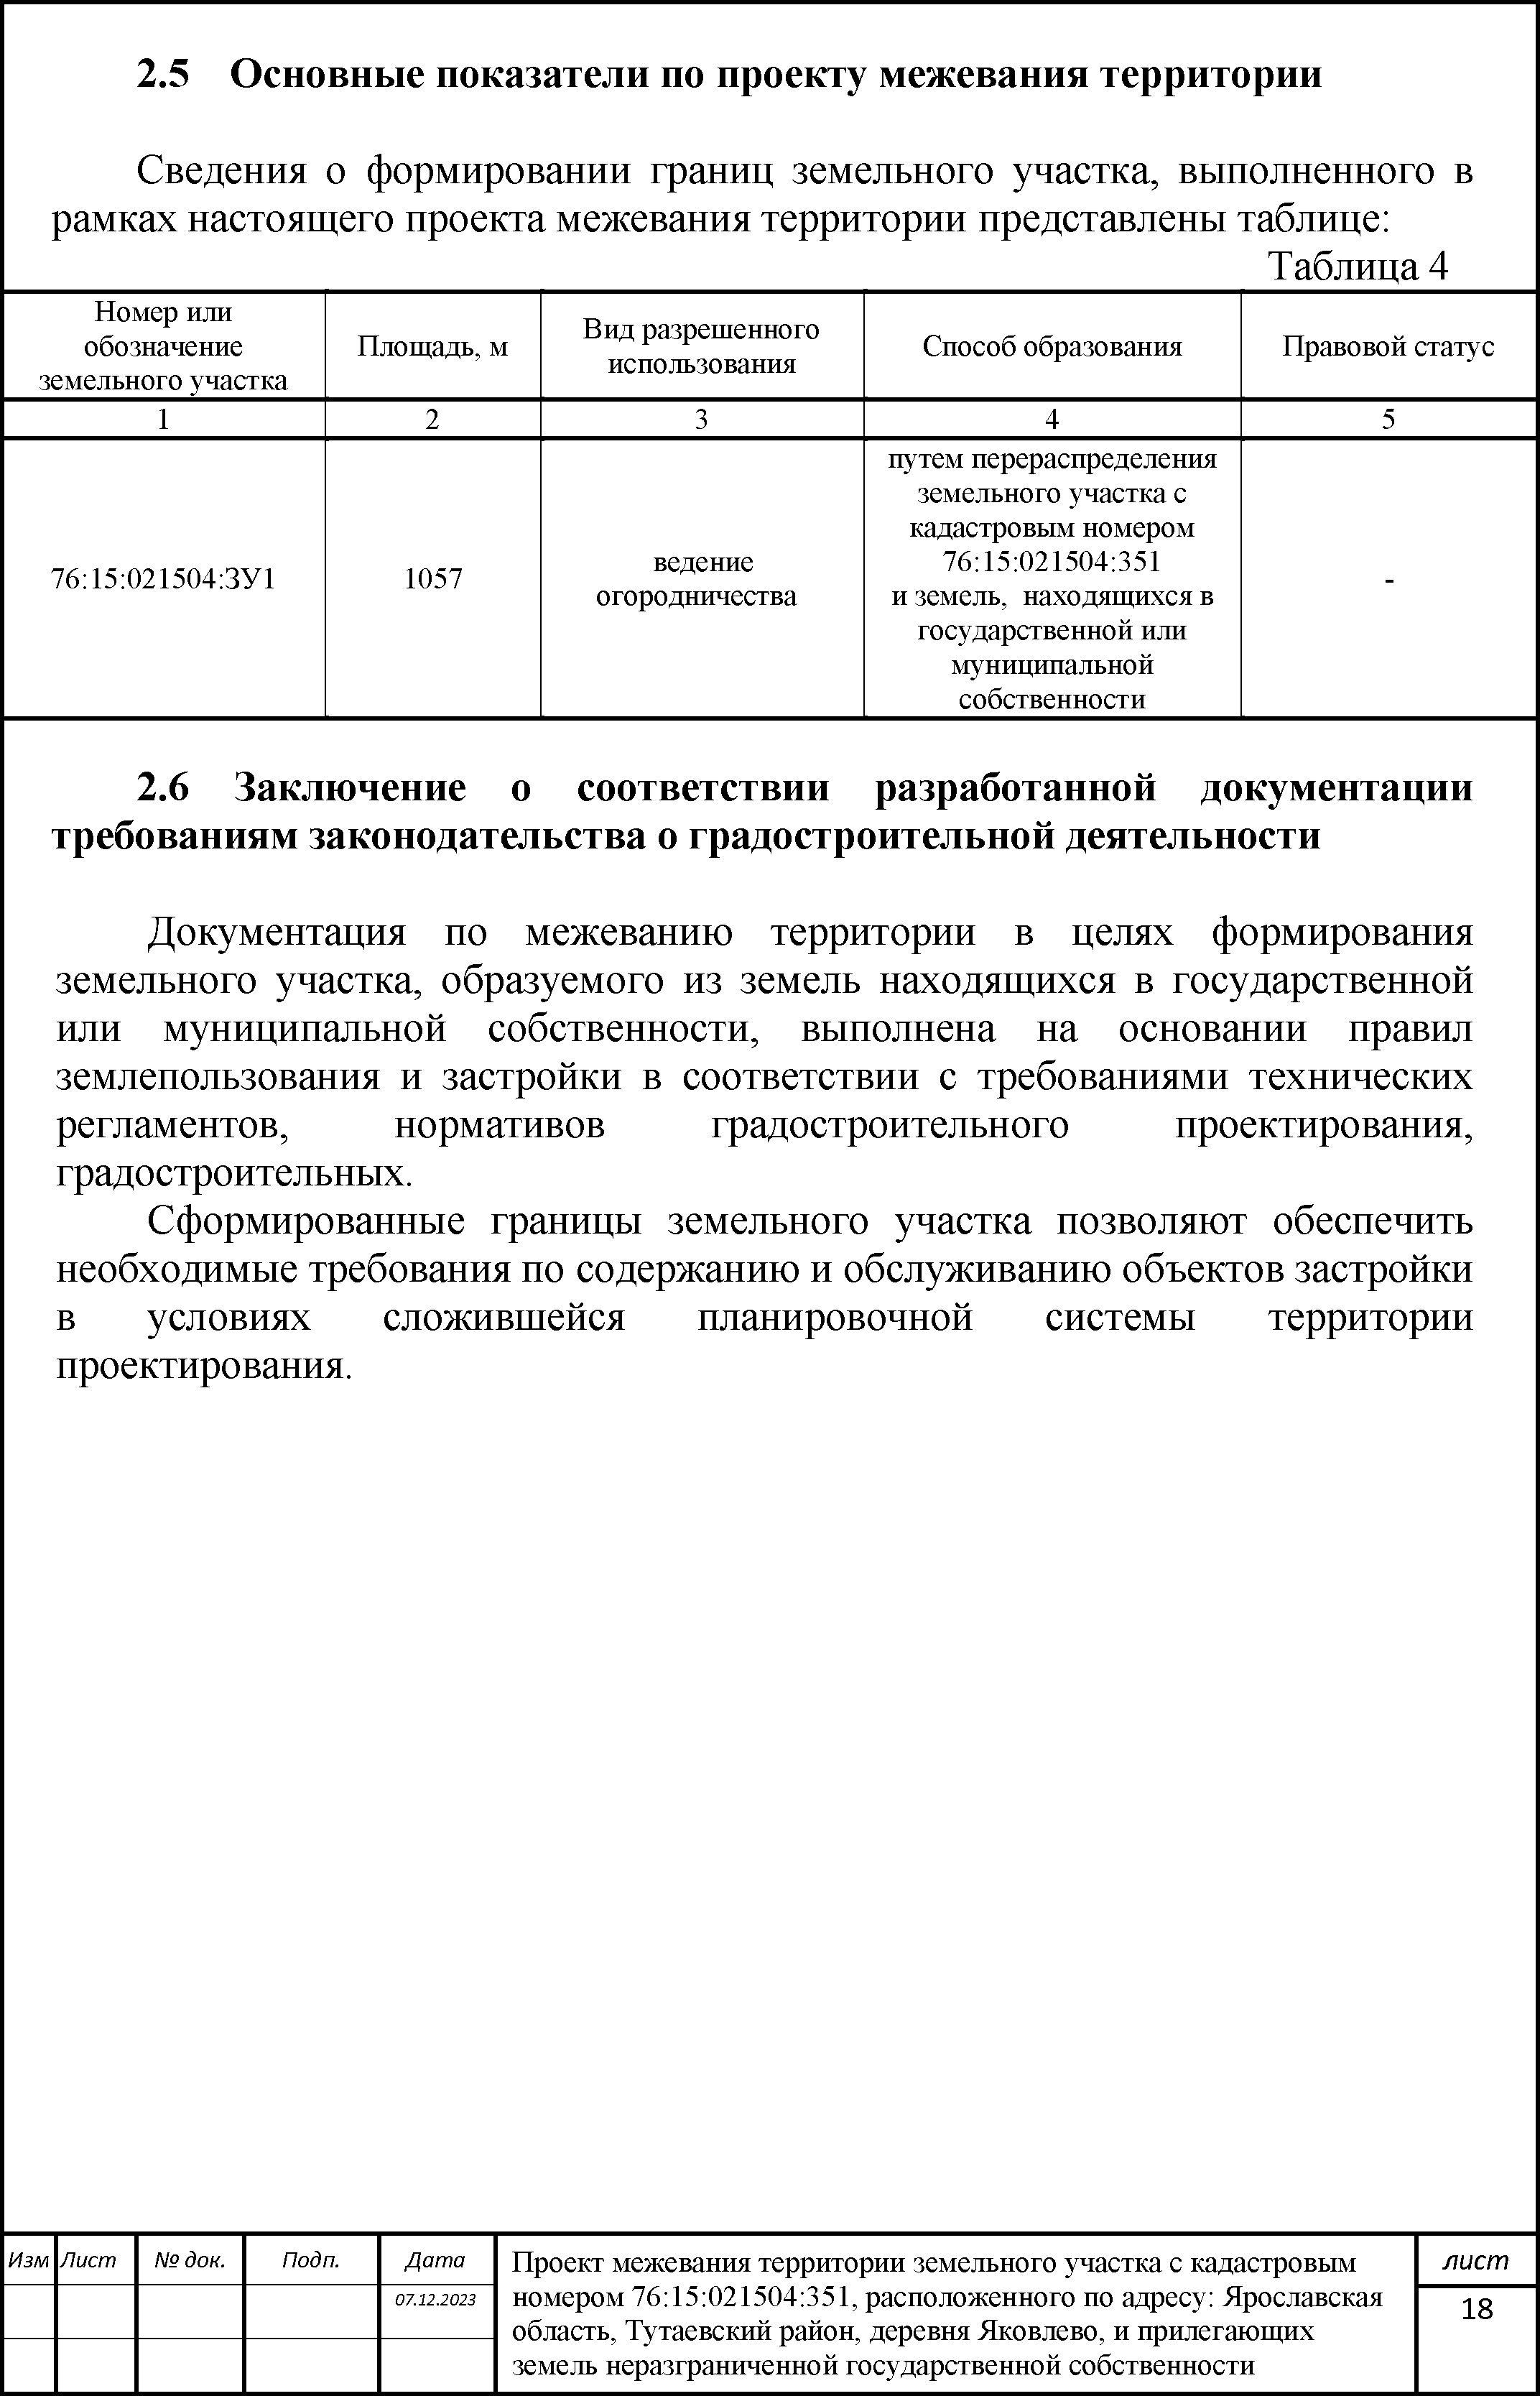 2.5 Основные показатели по проекту межевания территории
Сведения о формировании границ земельного участка, выполненного в
рамках настоящего проекта межевания территории представлены таблице:
Таблица 4
Номер или
обозначение
земельного участка
Площадь, м
Вид разрешенного
использования
Способ образования
Правовой статус
1
2
3
4
5
76:15:021504:ЗУ1
1057
ведение
огородничества
путем перераспределения
земельного участка с
кадастровым номером
76:15:021504:351
и земель, находящихся в
государственной или
муниципальной
собственности
-
2.6 Заключение о соответствии разработанной документации
требованиям законодательства о градостроительной деятельности
Документация по межеванию территории в целях формирования
земельного участка, образуемого из земель находящихся в государственной
или муниципальной собственности, выполнена на основании правил
землепользования и застройки в соответствии с требованиями технических
регламентов, нормативов градостроительного проектирования,
градостроительных.
Сформированные границы земельного участка позволяют обеспечить
необходимые требования по содержанию и обслуживанию объектов застройки
в условиях сложившейся планировочной системы территории
проектирования.
Изм
Лист
№ док.
Подп.
Дата
07.12.2023
Проект межевания территории земельного участка с кадастровым
номером 76:15:021504:351, расположенного по адресу: Ярославская
область, Тутаевский район, деревня Яковлево, и прилегающих
земель неразграниченной государственной собственности
лист
18